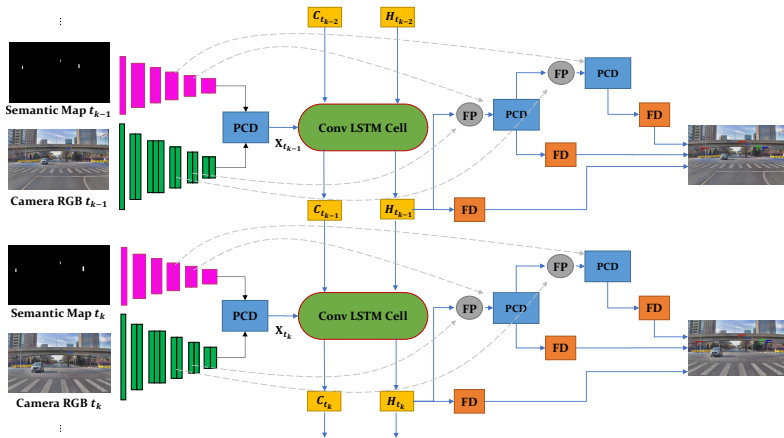 ⋮
C_{t_{k-2}} H_{t_{k-2}}
FP PCD
Semantic Map t_{k-1}
PCD Conv LSTM Cell FP PCD FD
X_{t_{k-1}}
FD
Camera RGB t_{k-1}
C_{t_{k-1}} H_{t_{k-1}} FD
FP PCD
Semantic Map t_k
PCD Conv LSTM Cell FP PCD FD
X_{t_k}
FD
Camera RGB t_k
C_{t_k} H_{t_k} FD
⋮